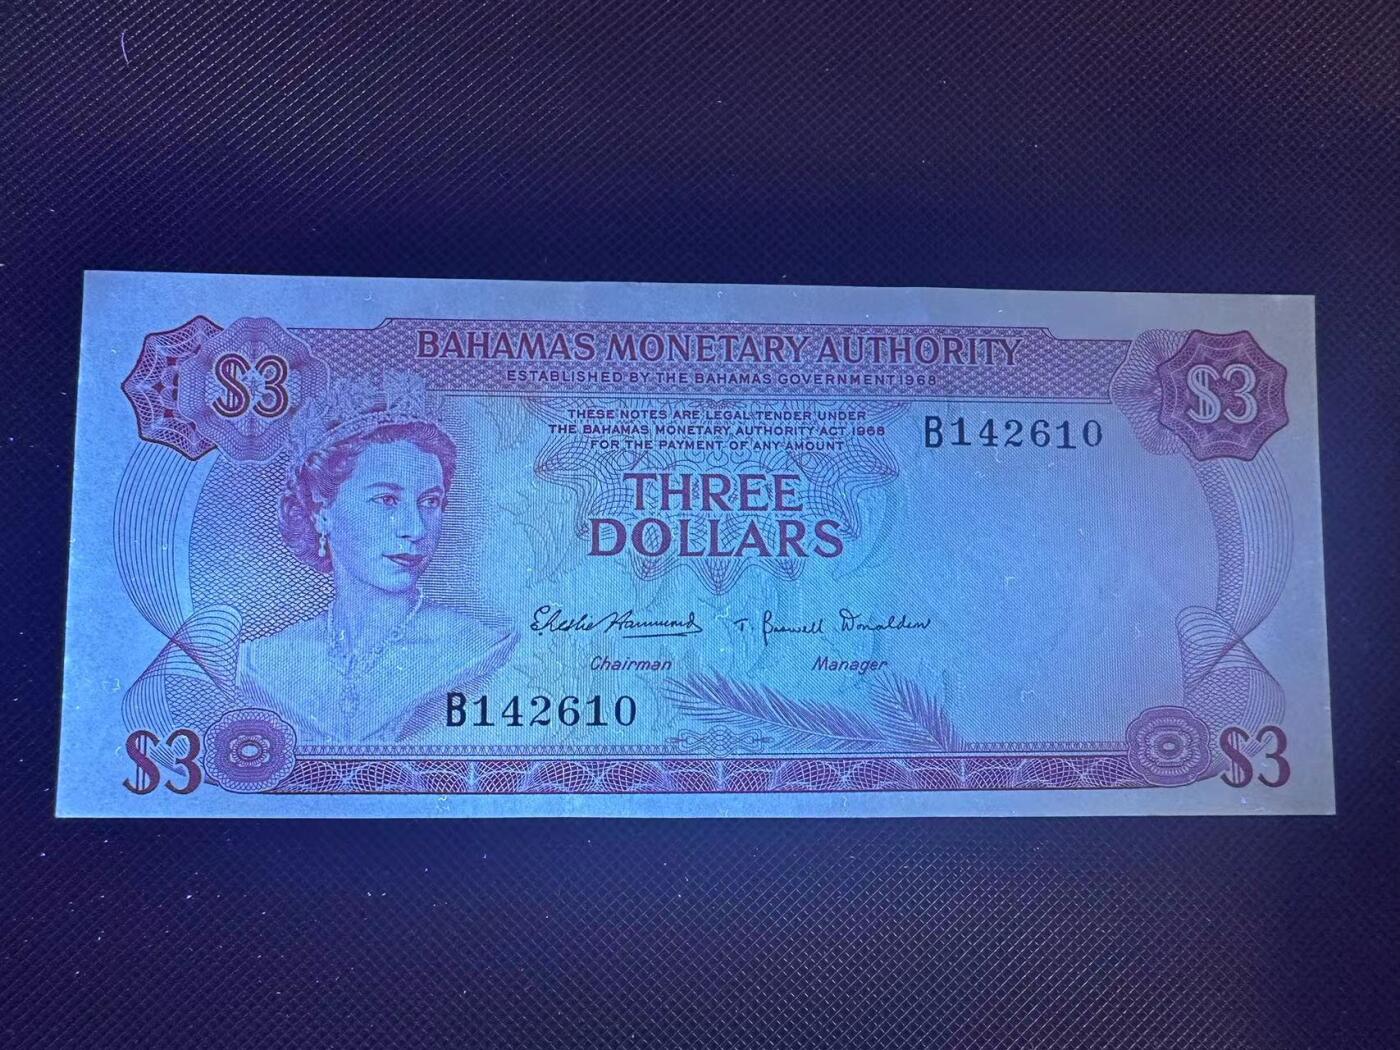 $3
BAHAMAS MONETARY AUTHORITY
$3
ESTABLISHED BY THE BAHAMAS GOVERNMENT 1968
THESE NOTES ARE LEGAL TENDER UNDER
THE BAHAMAS MONETARY AUTHORITY ACT 1968
FOR THE PAYMENT OF ANY AMOUNT
B142610
THREE
DOLLARS
T. Donaldson
Chairman Manager
B142610
$3
$3